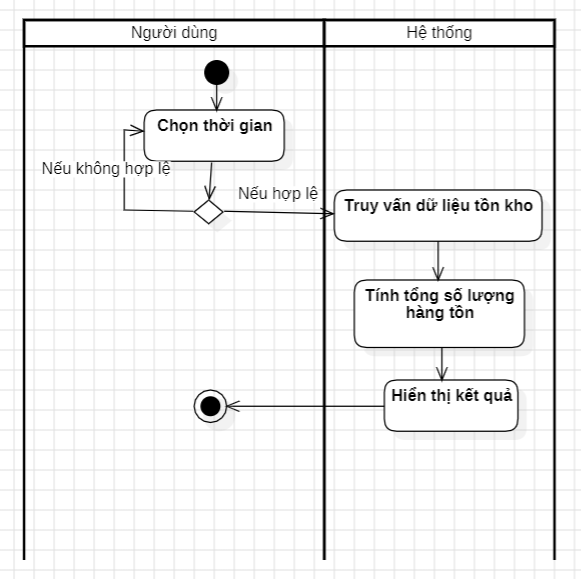 Người dùng
Hệ thống
Chọn thời gian
Nếu không hợp lệ
Nếu hợp lệ
Truy vấn dữ liệu tồn kho
Tính tổng số lượng
hàng tồn
Hiển thị kết quả